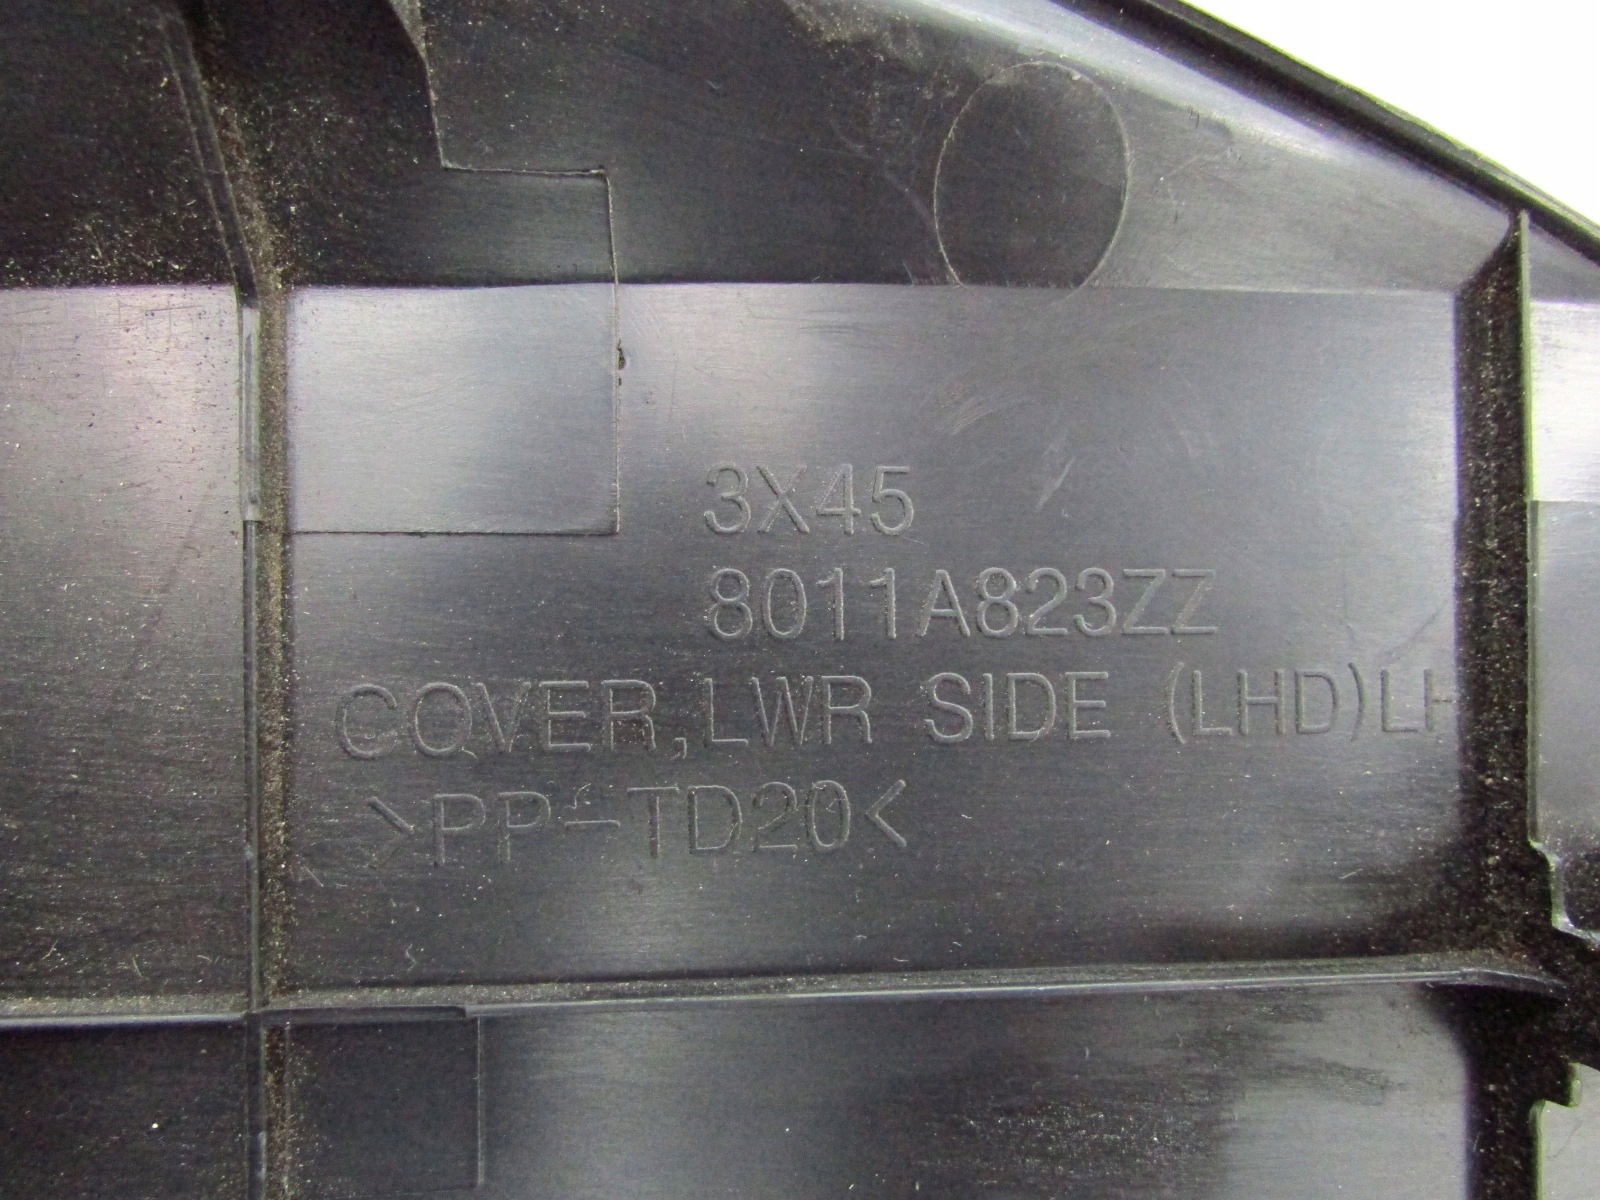 3X45
8011A823ZZ
COVER,LWR SIDE (LHD)LH
>PP-TD20<